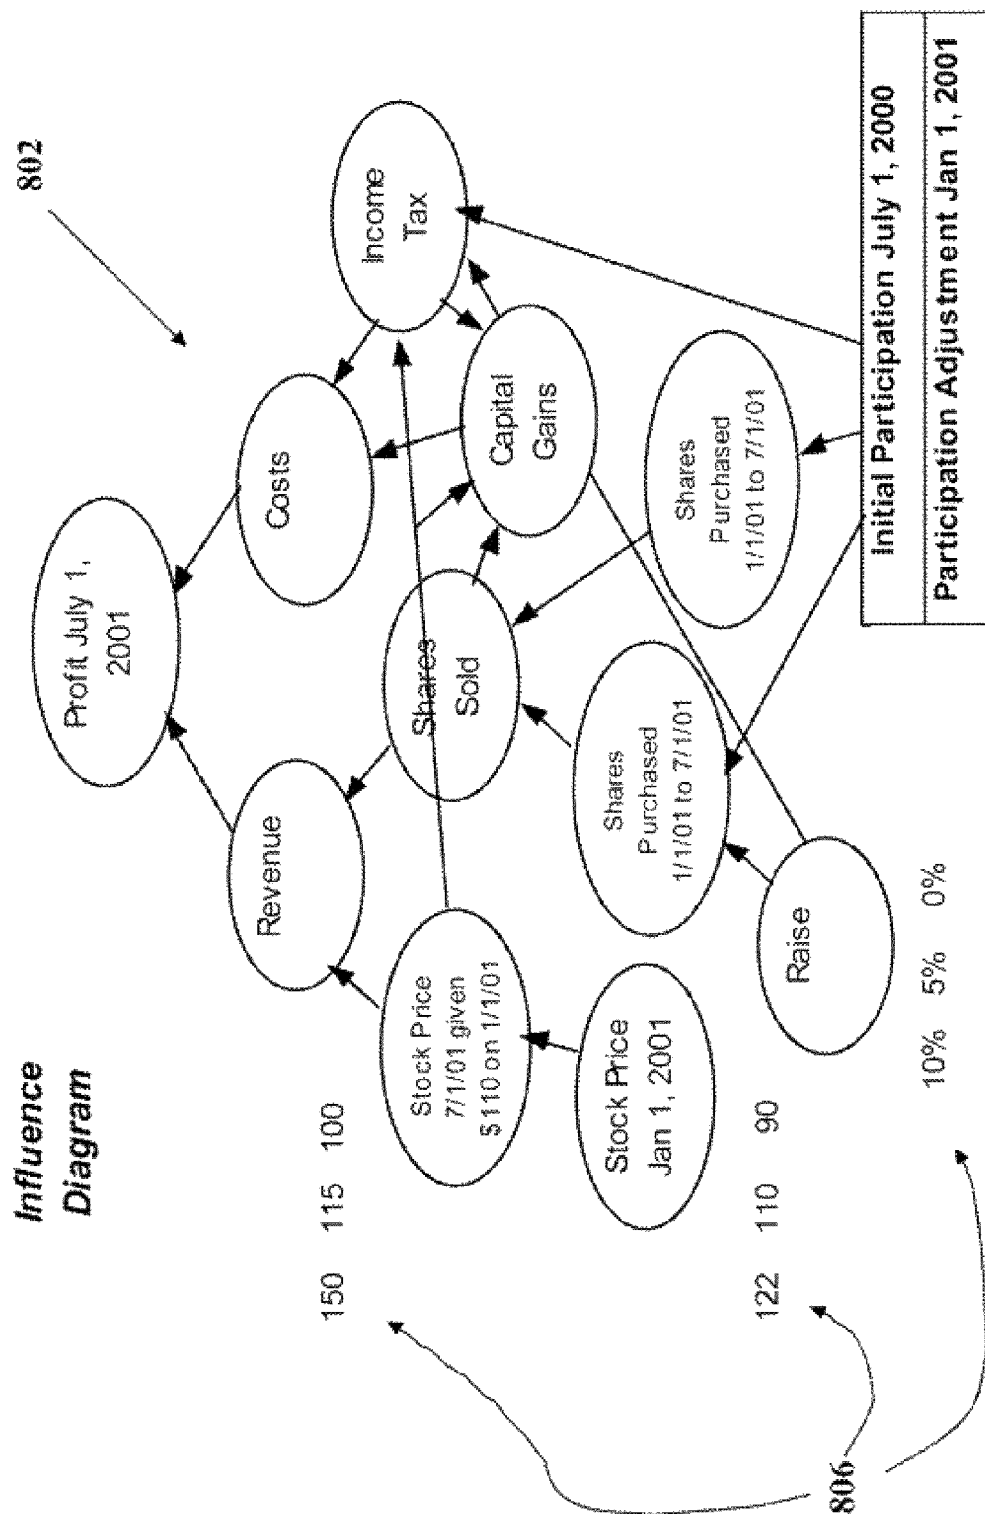 Influence
Diagram
802
Profit July 1,
2001
Revenue
Costs
150 115 100
Stock Price
7/1/01 given
$110 on 1/1/01
Shares
Sold
Capital
Gains
Income
Tax
Stock Price
Jan 1, 2001
Shares
Purchased
1/1/01 to 7/1/01
Shares
Purchased
1/1/01 to 7/1/01
122 110 90
Raise
10% 5% 0%
Initial Participation July 1, 2000
Participation Adjustment Jan 1, 2001
806